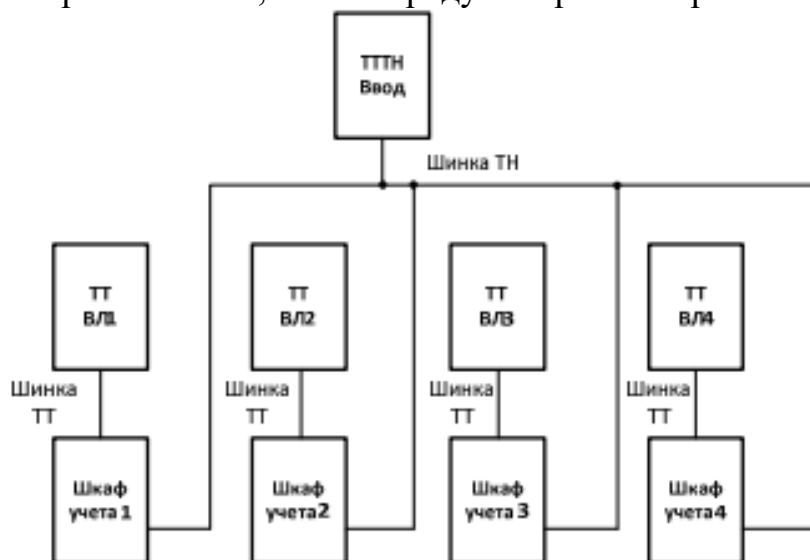 ТТТН
Ввод
Шинка ТН
ТТ
ВЛ1
ТТ
ВЛ2
ТТ
ВЛ3
ТТ
ВЛ4
Шинка
ТТ
Шинка
ТТ
Шинка
ТТ
Шинка
ТТ
Шкаф
учета 1
Шкаф
учета2
Шкаф
учета 3
Шкаф
учета4